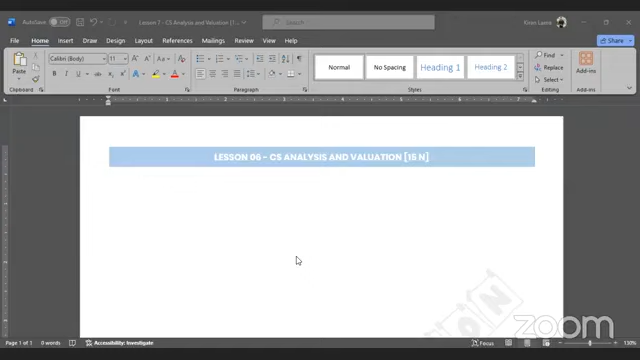 AutoSave Off
Lesson 7 - CS Analysis and Valuation [1...
Search
File Home Insert Draw Design Layout References Mailings Review View Help
Share
Paste
Calibri (Body) 11
Normal
No Spacing
Heading 1
Heading 2
Find
Replace
Select
Add-ins
Clipboard Font Paragraph Styles Editing Add-ins
LESSON 06 - CS ANALYSIS AND VALUATION [15 N]
ION
zoom
Page 1 of 1 0 words Accessibility: Investigate Focus 130%